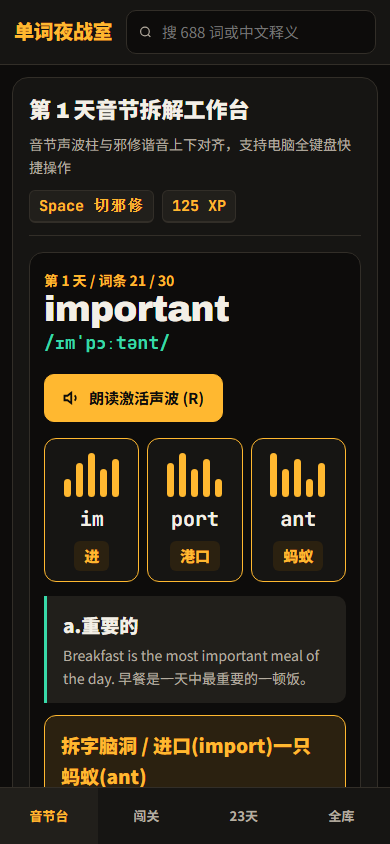 单词夜战室
搜 688 词或中文释义
第 1 天音节拆解工作台
音节声波柱与邪修谐音上下对齐，支持电脑全键盘快
捷操作
Space 切邪修
125 XP
第 1 天 / 词条 21 / 30
important
/ɪmˈpɔːtənt/
朗读激活声波 (R)
im
port
ant
进
港口
蚂蚁
a.重要的
Breakfast is the most important meal of
the day. 早餐是一天中最重要的一顿饭。
拆字脑洞 / 进口(import)一只
蚂蚁(ant)
音节台
闯关
23天
全库